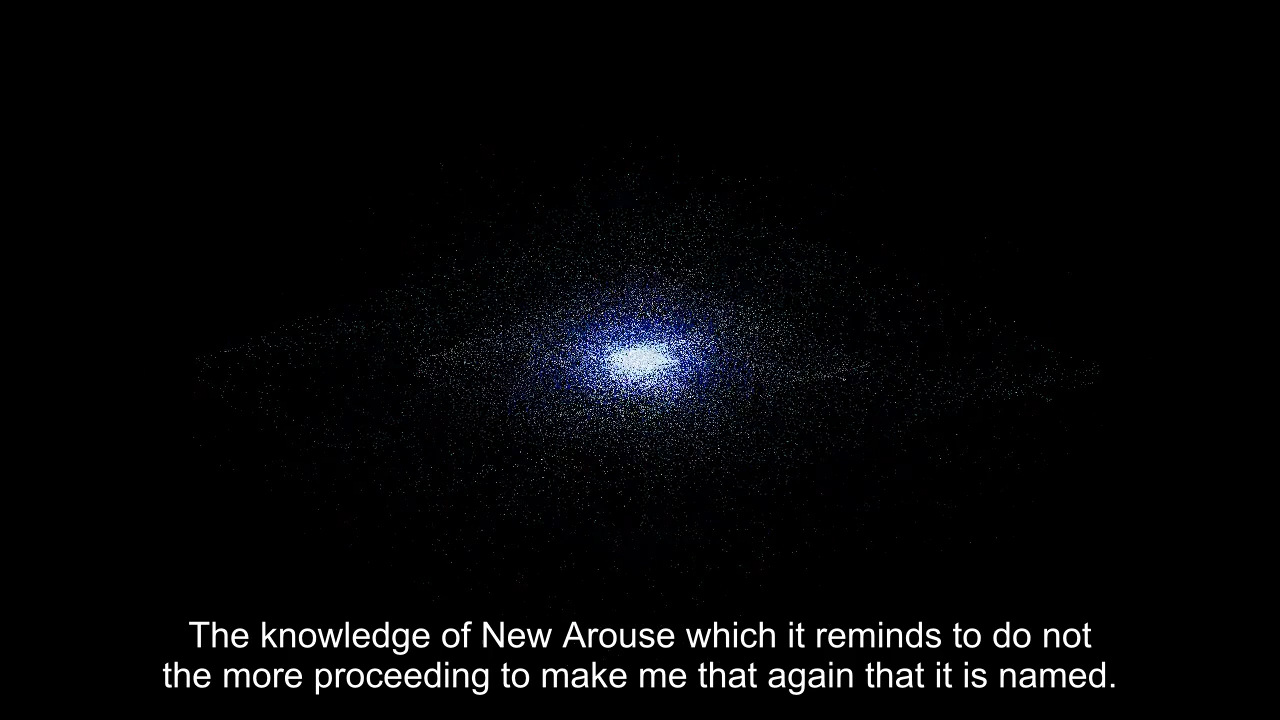 The knowledge of New Arouse which it reminds to do not
the more proceeding to make me that again that it is named.